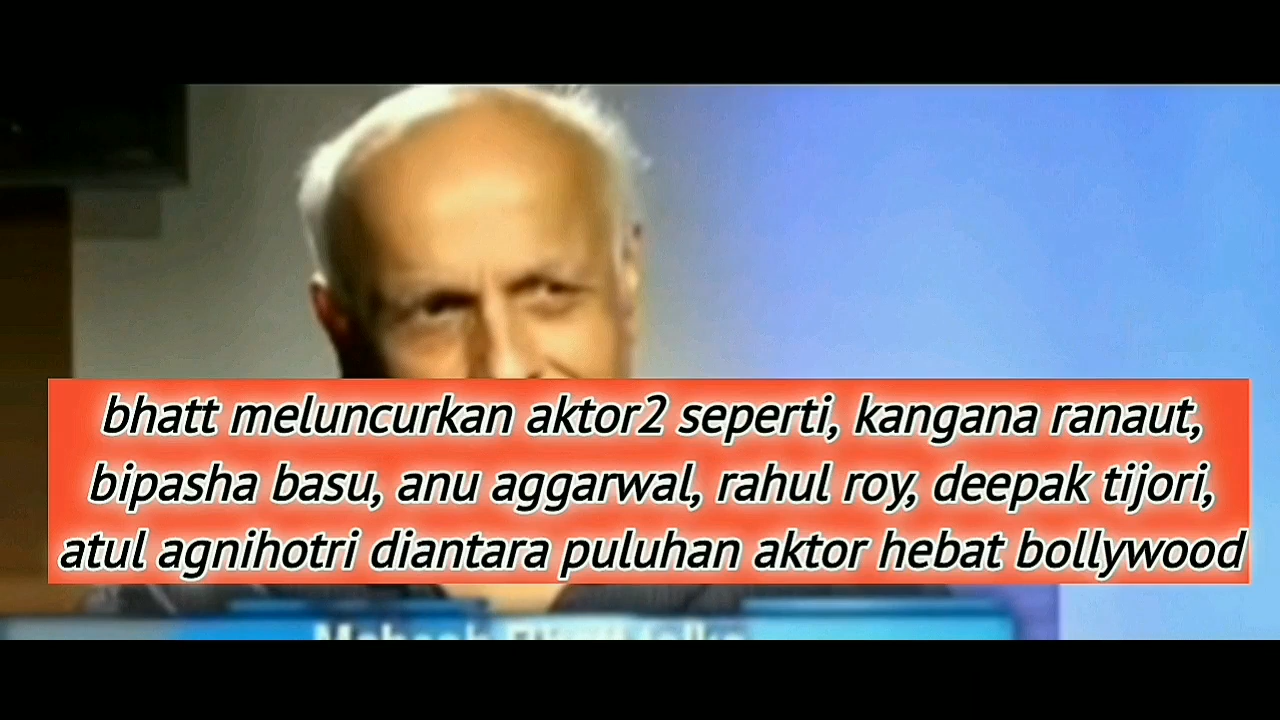 bhatt meluncurkan aktor2 seperti, kangana ranaut,
bipasha basu, anu aggarwal, rahul roy, deepak tijori,
atul agnihotri diantara puluhan aktor hebat bollywood